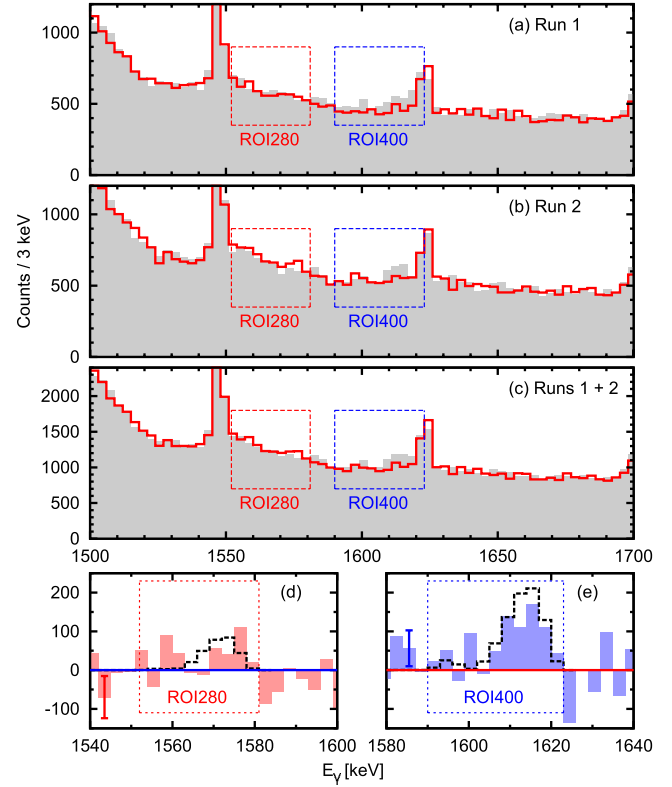 (a) Run 1
1000
500
0
ROI280
ROI400
(b) Run 2
1000
500
0
ROI280
ROI400
Counts / 3 keV
(c) Runs 1 + 2
2000
1500
1000
500
0
ROI280
ROI400
1500 1550 1600 1650 1700
(d)
200
100
0
-100
ROI280
1540 1560 1580 1600
(e)
ROI400
1580 1600 1620 1640
Eγ [keV]